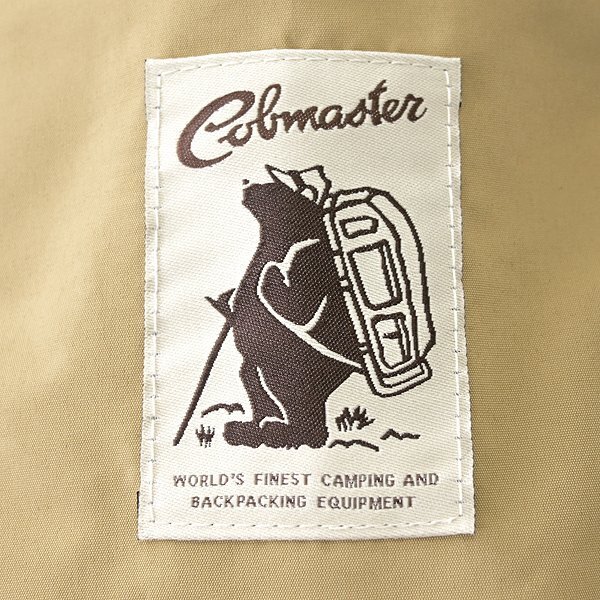 Cobmaster
WORLD'S FINEST CAMPING AND
BACKPACKING EQUIPMENT